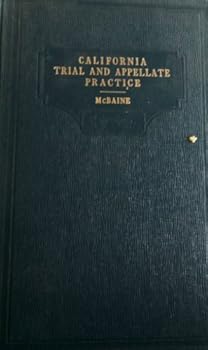 CALIFORNIA
TRIAL AND APPELLATE
PRACTICE
McBAINE